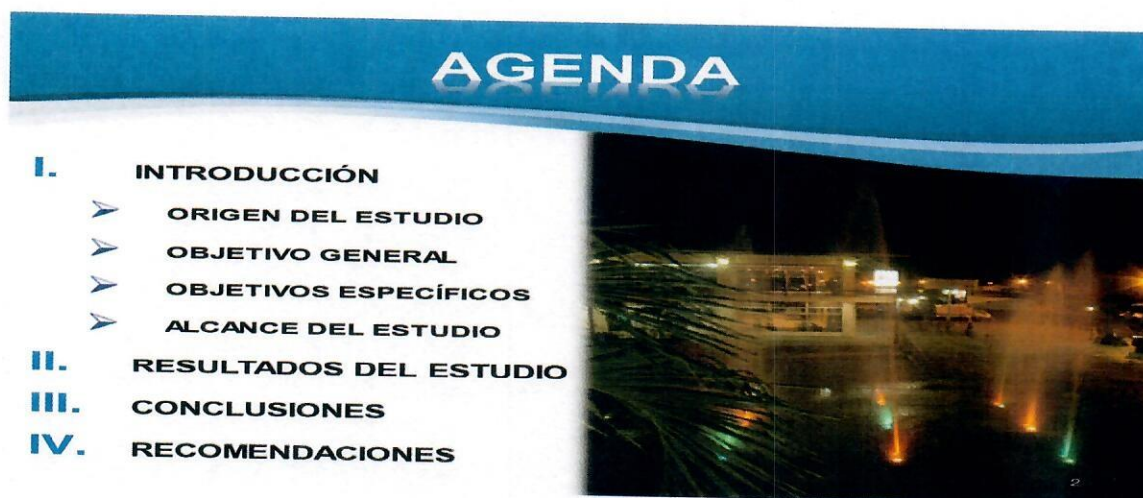 AGENDA
I. INTRODUCCIÓN
➢ ORIGEN DEL ESTUDIO
➢ OBJETIVO GENERAL
➢ OBJETIVOS ESPECÍFICOS
➢ ALCANCE DEL ESTUDIO
II. RESULTADOS DEL ESTUDIO
III. CONCLUSIONES
IV. RECOMENDACIONES
2